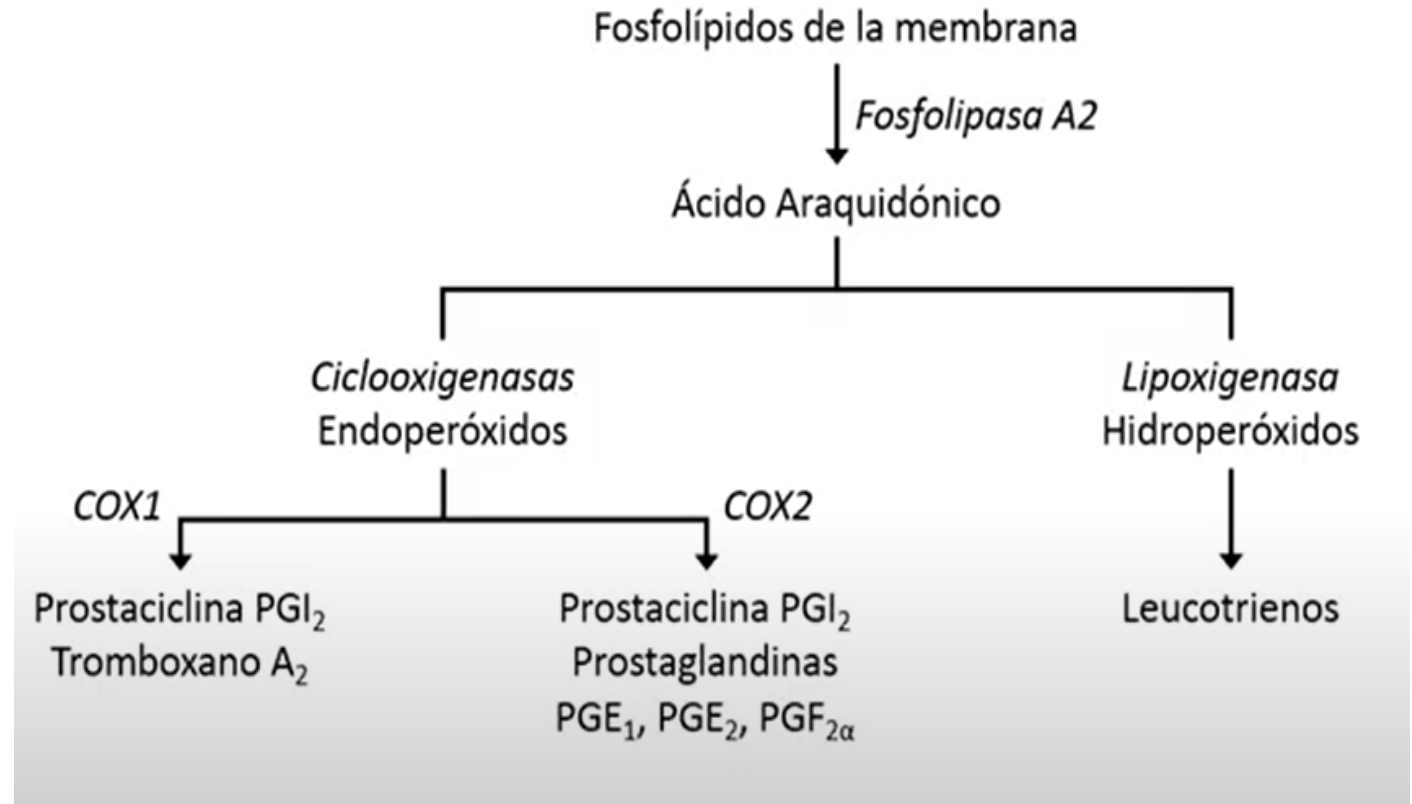 Fosfolípidos de la membrana
Fosfolipasa A2
Ácido Araquidónico
Ciclooxigenasas
Endoperóxidos
Lipoxigenasa
Hidroperóxidos
COX1
COX2
Prostaciclina PGI₂
Tromboxano A₂
Prostaciclina PGI₂
Prostaglandinas
PGE₁, PGE₂, PGF₂α
Leucotrienos